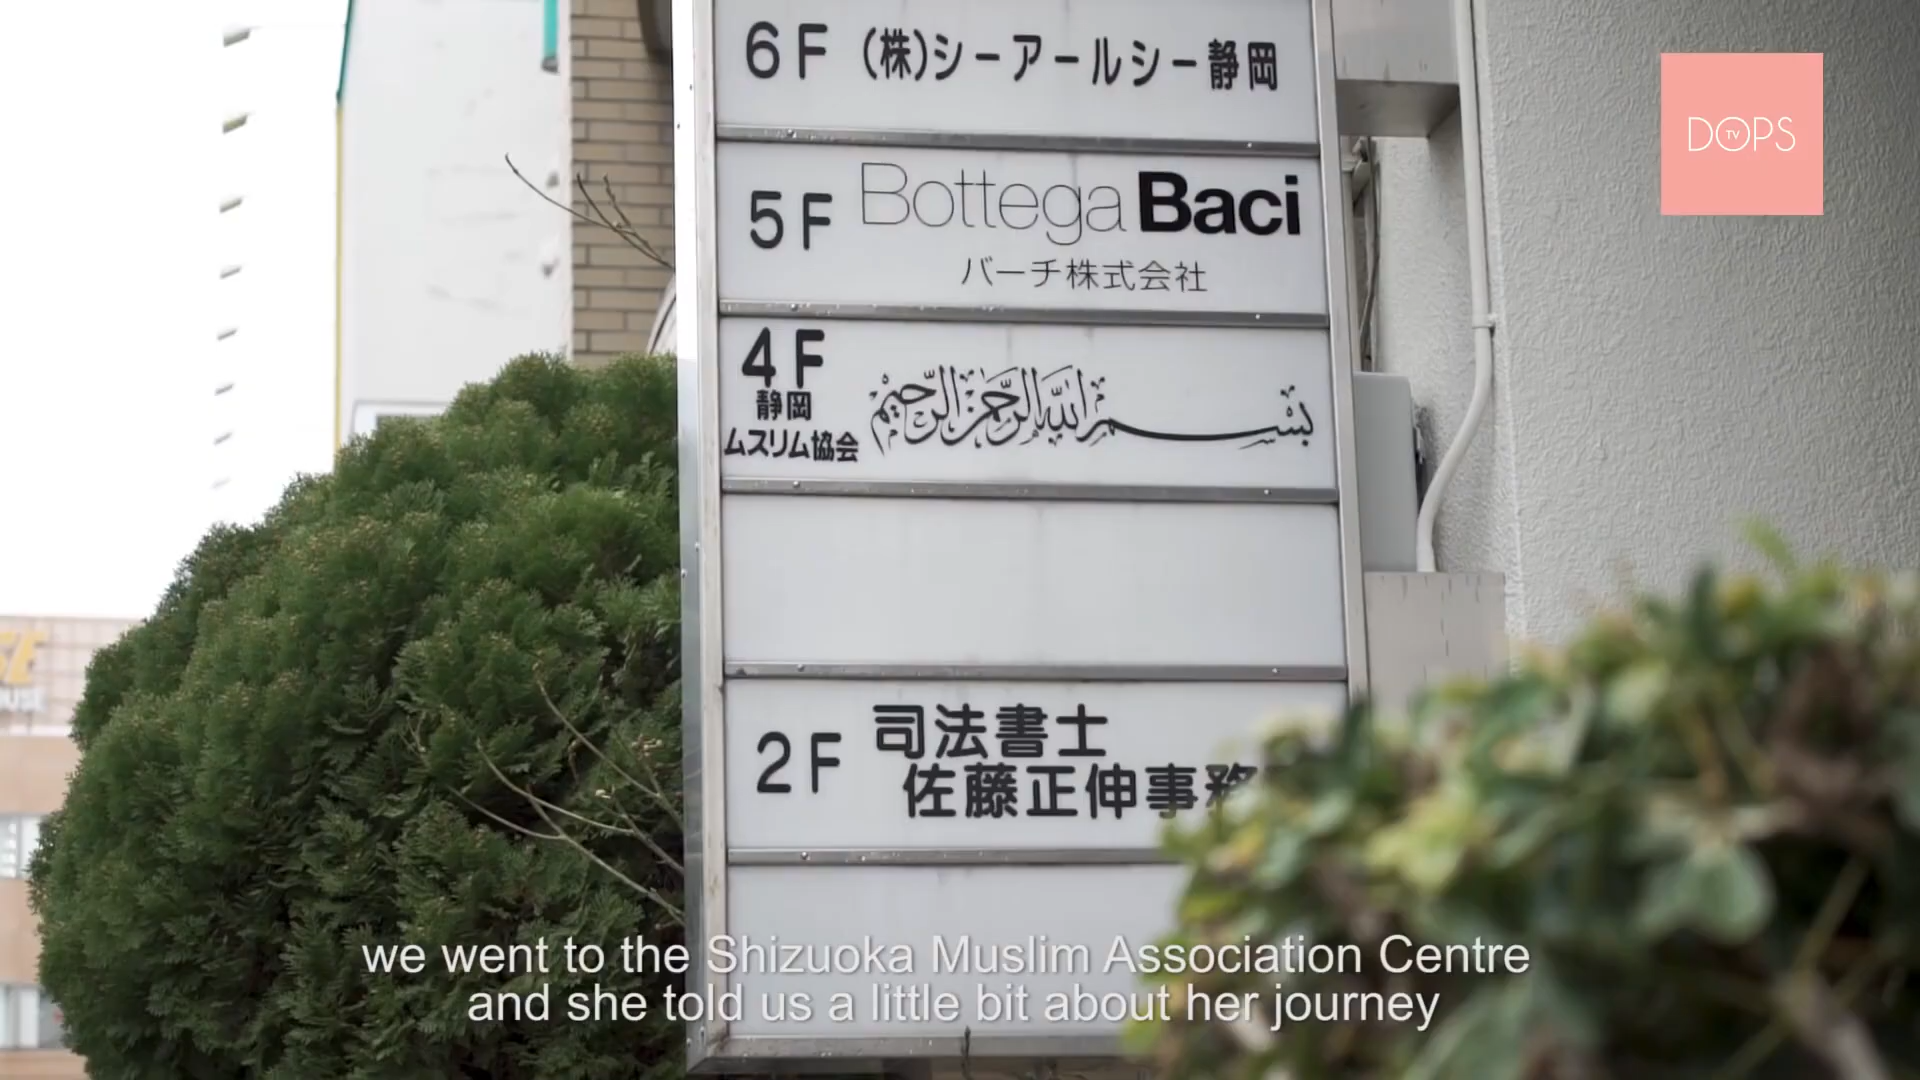 6F (株)シーアールシー静岡
DOPS
TV
5F Bottega Baci
バーチ株式会社
4F
静岡
ムスリム協会
بسم الله الرحمن الرحيم
2F 司法書士
佐藤正伸事務
we went to the Shizuoka Muslim Association Centre
and she told us a little bit about her journey